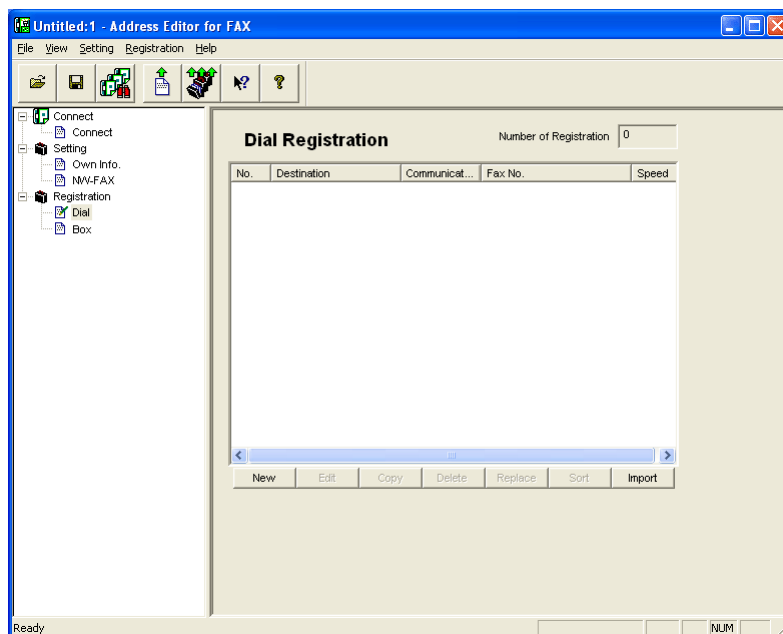 Untitled:1 - Address Editor for FAX
File View Setting Registration Help
Connect
Connect
Setting
Own Info.
NW-FAX
Registration
Dial
Box
Dial Registration
Number of Registration 0
No. Destination Communicat... Fax No. Speed
New Edit Copy Delete Replace Sort Import
Ready NUM